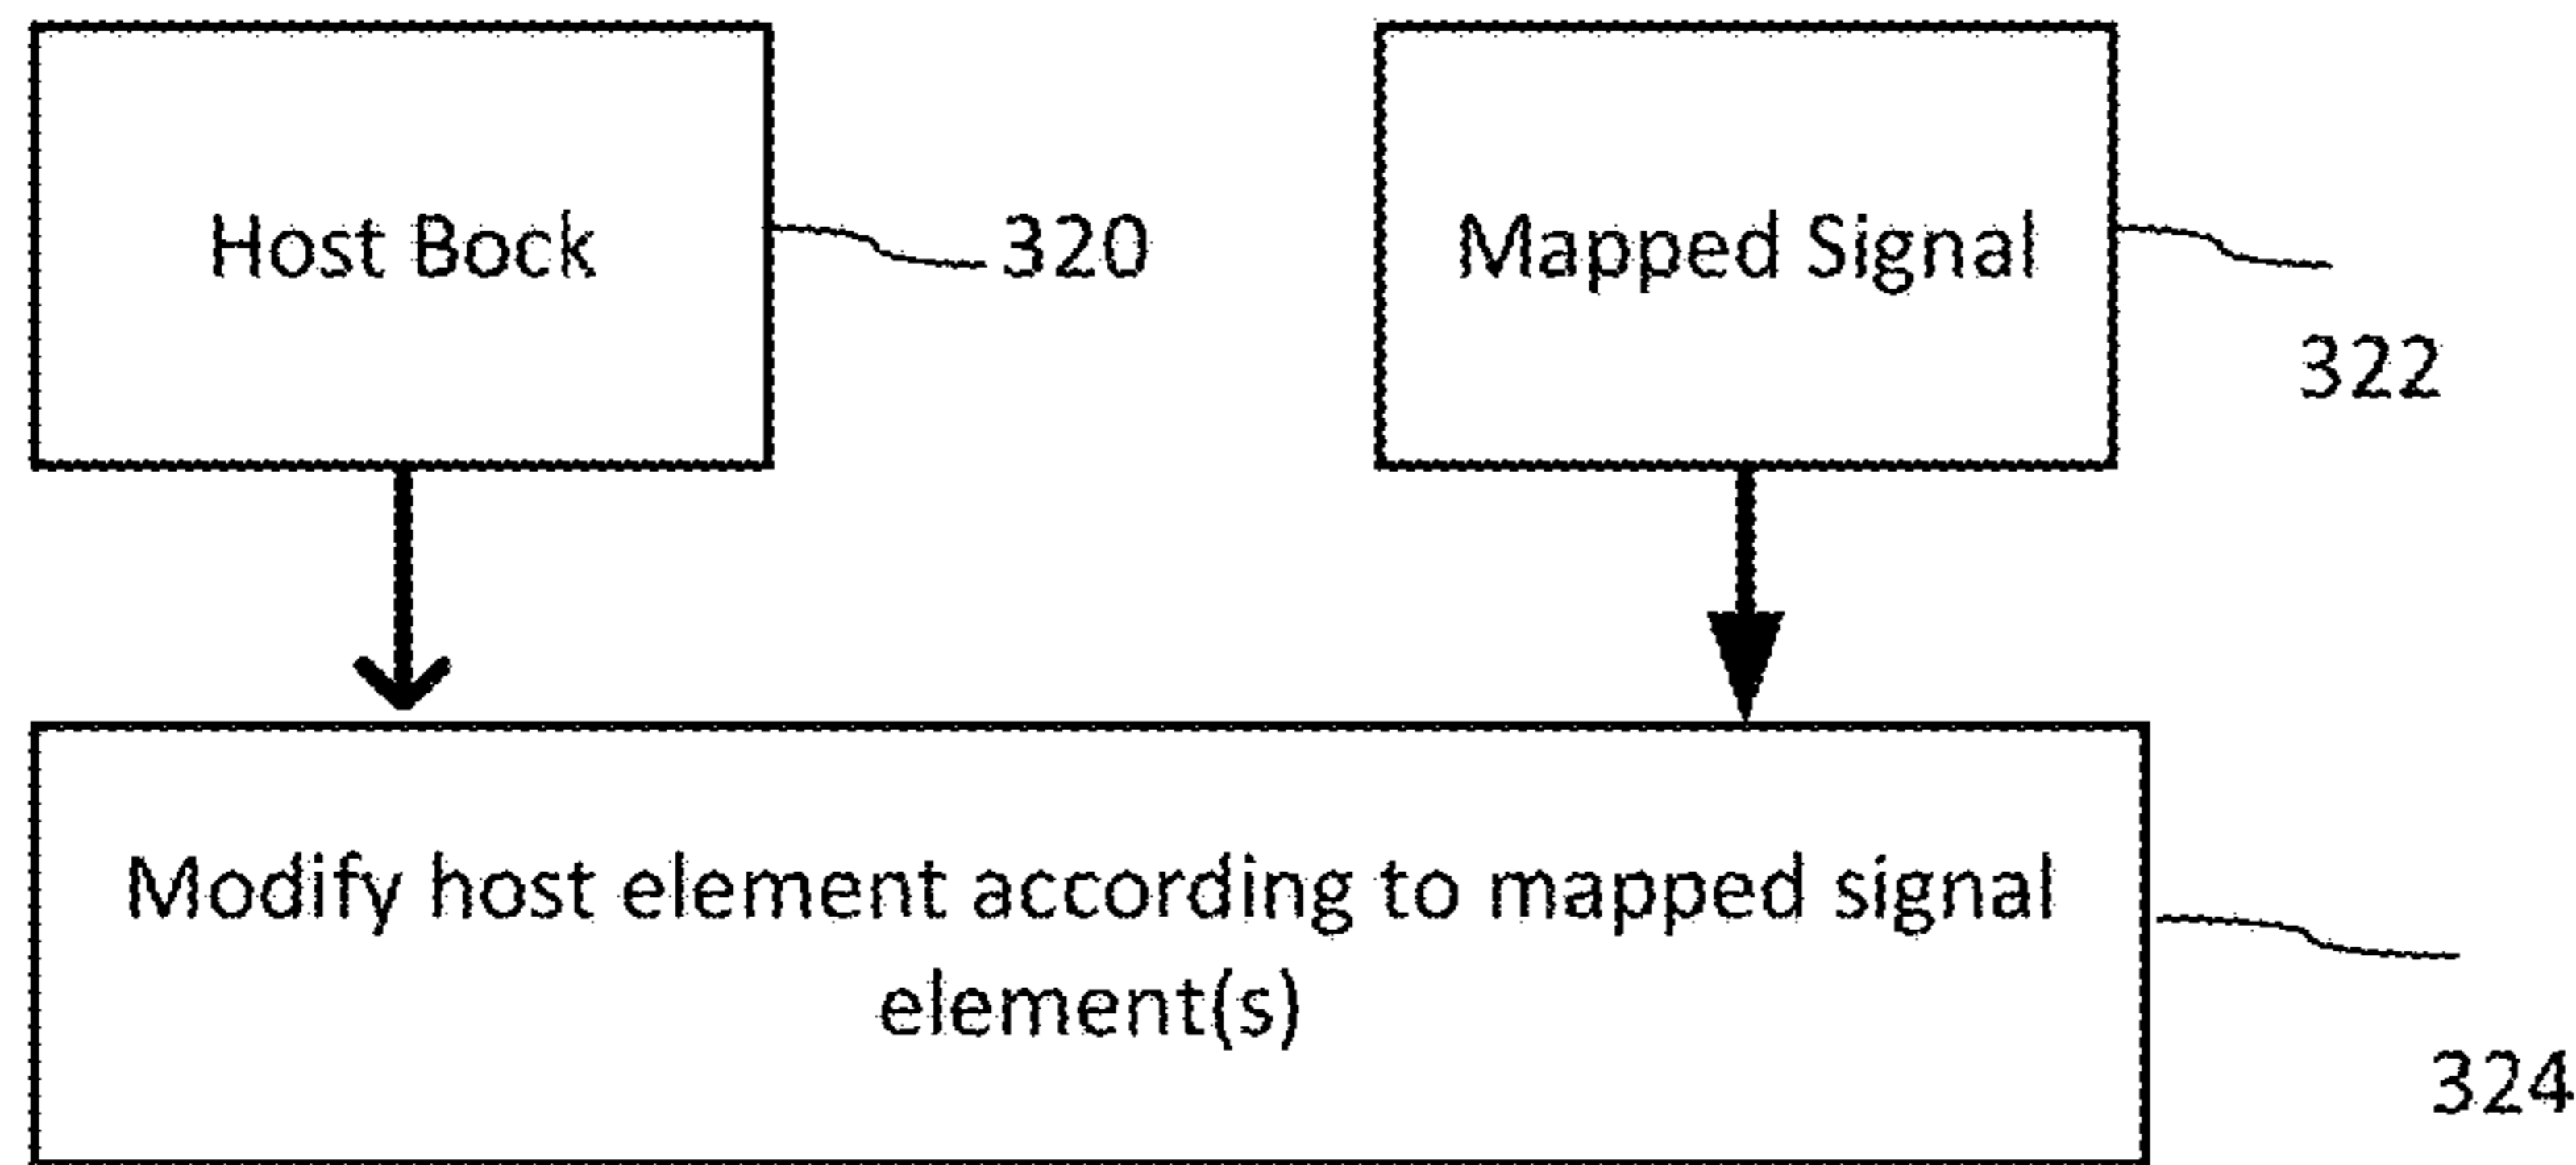 Host Bock
320
Mapped Signal
322
Modify host element according to mapped signal
element(s)
324